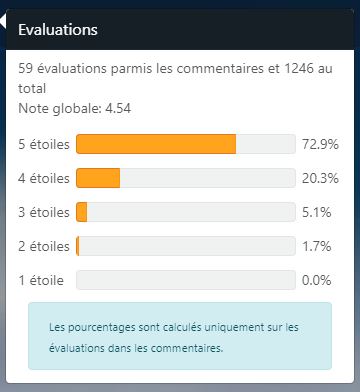 Evaluations
59 évaluations parmis les commentaires et 1246 au
total
Note globale: 4.54
5 étoiles 72.9%
4 étoiles 20.3%
3 étoiles 5.1%
2 étoiles 1.7%
1 étoile 0.0%
Les pourcentages sont calculés uniquement sur les
évaluations dans les commentaires.